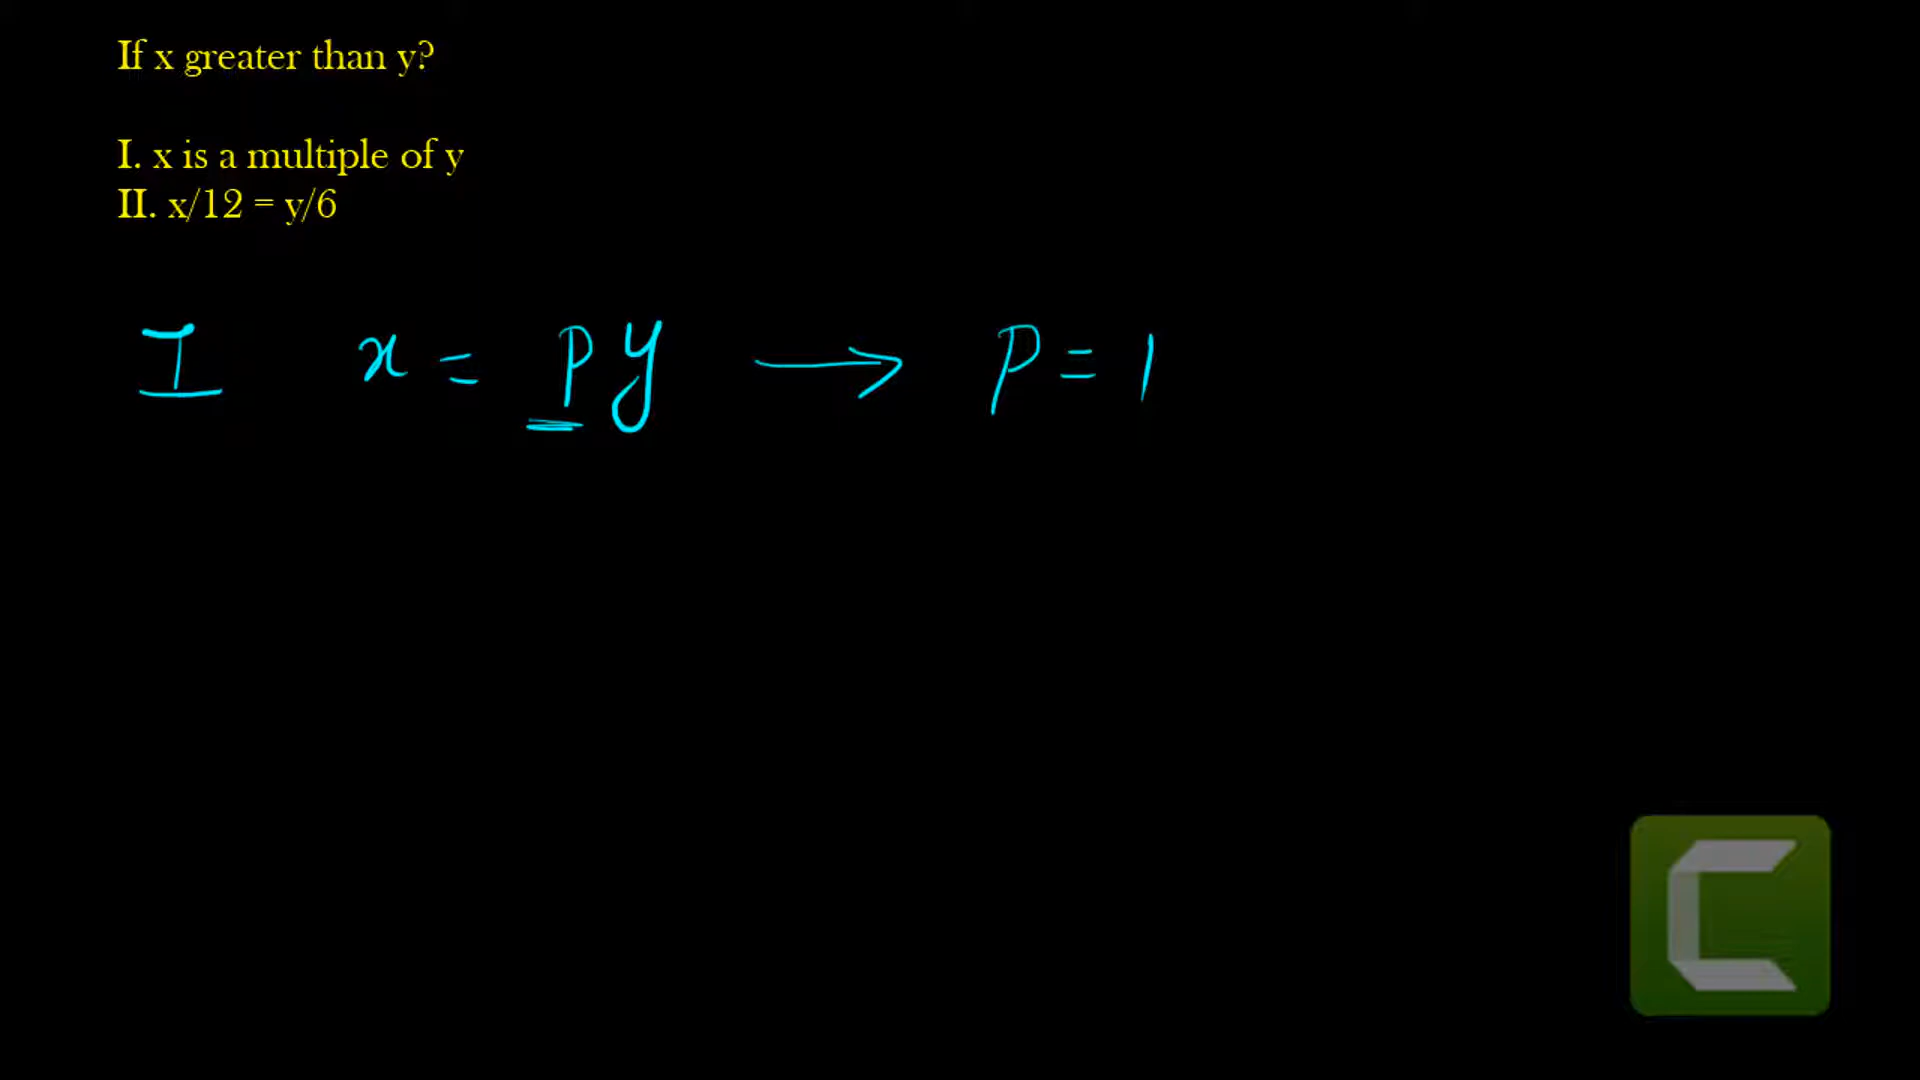 If x greater than y?
I. x is a multiple of y
II. x/12 = y/6
I x = py → P = 1